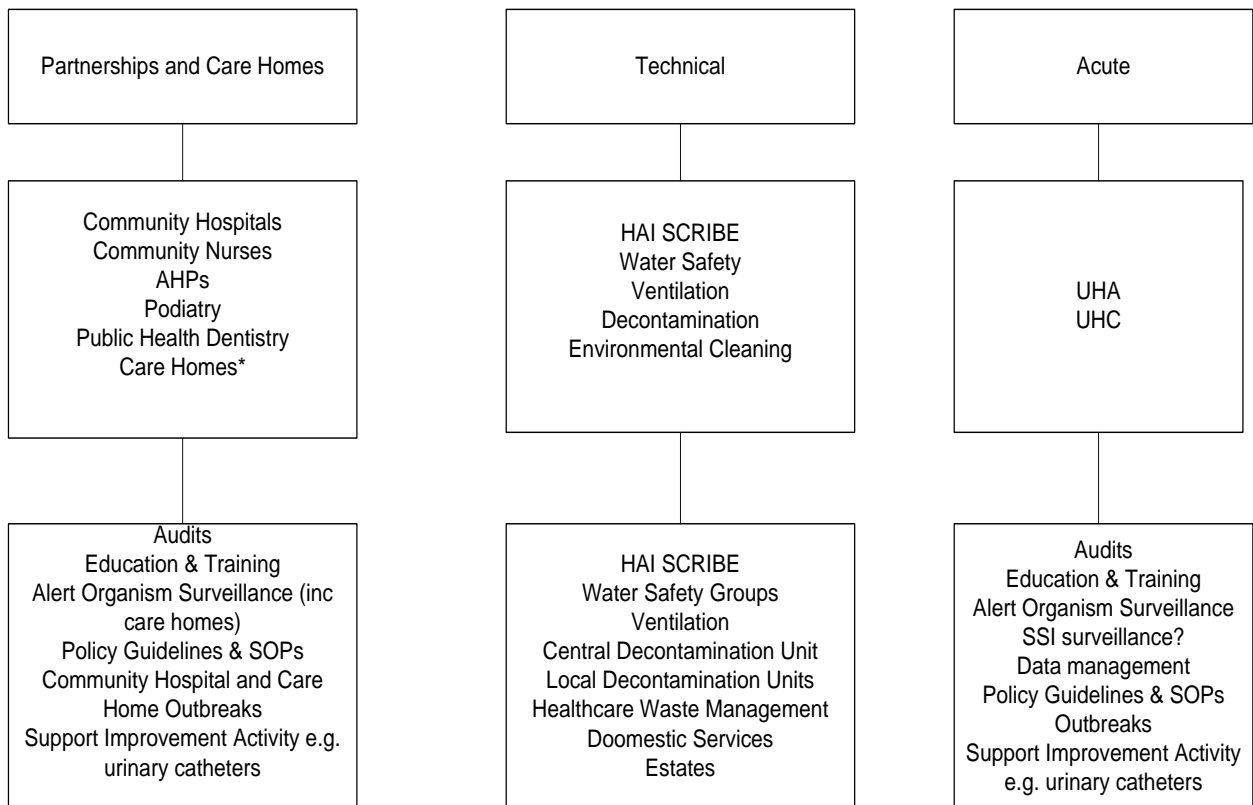 Partnerships and Care Homes
Technical
Acute
Community Hospitals
Community Nurses
AHPs
Podiatry
Public Health Dentistry
Care Homes*
HAI SCRIBE
Water Safety
Ventilation
Decontamination
Environmental Cleaning
UHA
UHC
Audits
Education & Training
Alert Organism Surveillance (inc
care homes)
Policy Guidelines & SOPs
Community Hospital and Care
Home Outbreaks
Support Improvement Activity e.g.
urinary catheters
HAI SCRIBE
Water Safety Groups
Ventilation
Central Decontamination Unit
Local Decontamination Units
Healthcare Waste Management
Doomestic Services
Estates
Audits
Education & Training
Alert Organism Surveillance
SSI surveillance?
Data management
Policy Guidelines & SOPs
Outbreaks
Support Improvement Activity
e.g. urinary catheters